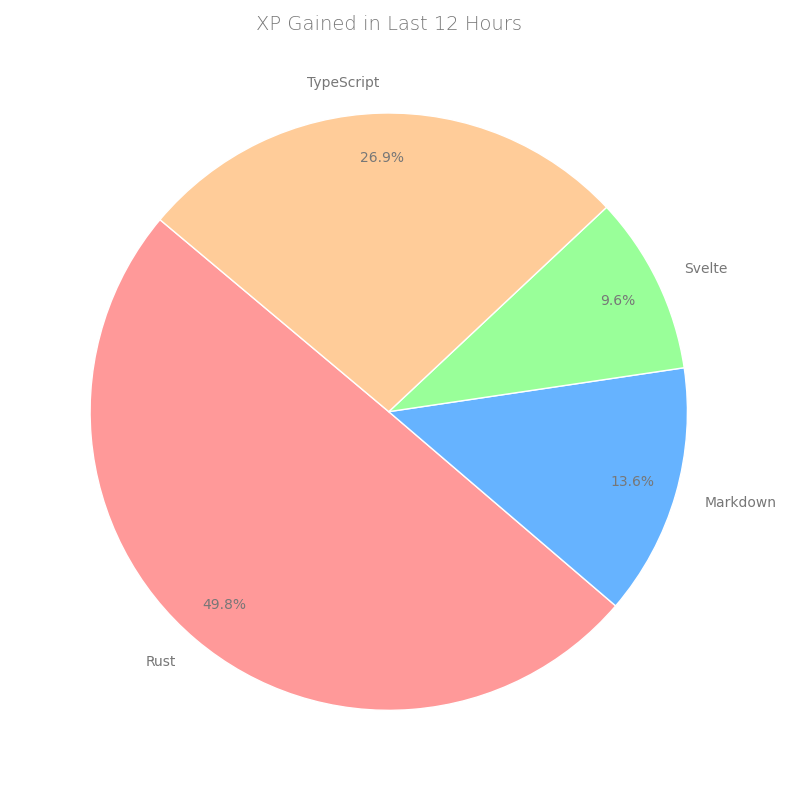 XP Gained in Last 12 Hours
TypeScript
26.9%
Svelte
9.6%
13.6%
Markdown
49.8%
Rust